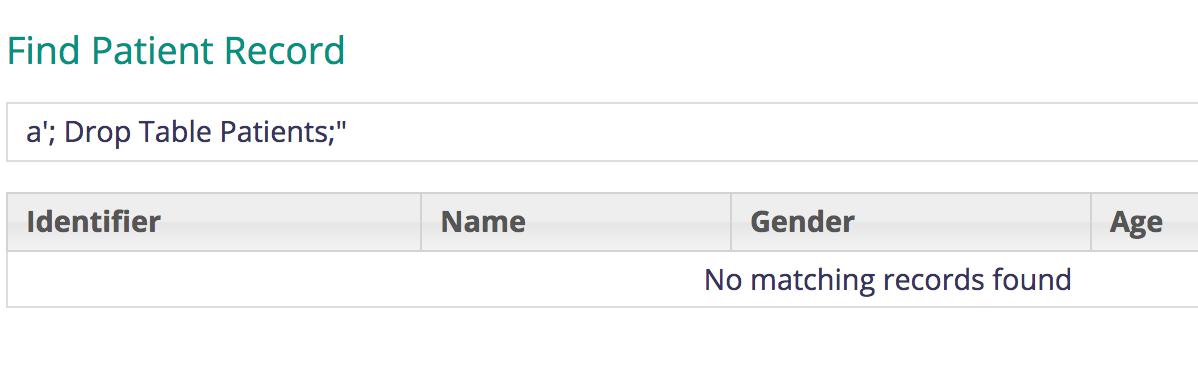 Find Patient Record
a'; Drop Table Patients;"
Identifier Name Gender Age
No matching records found